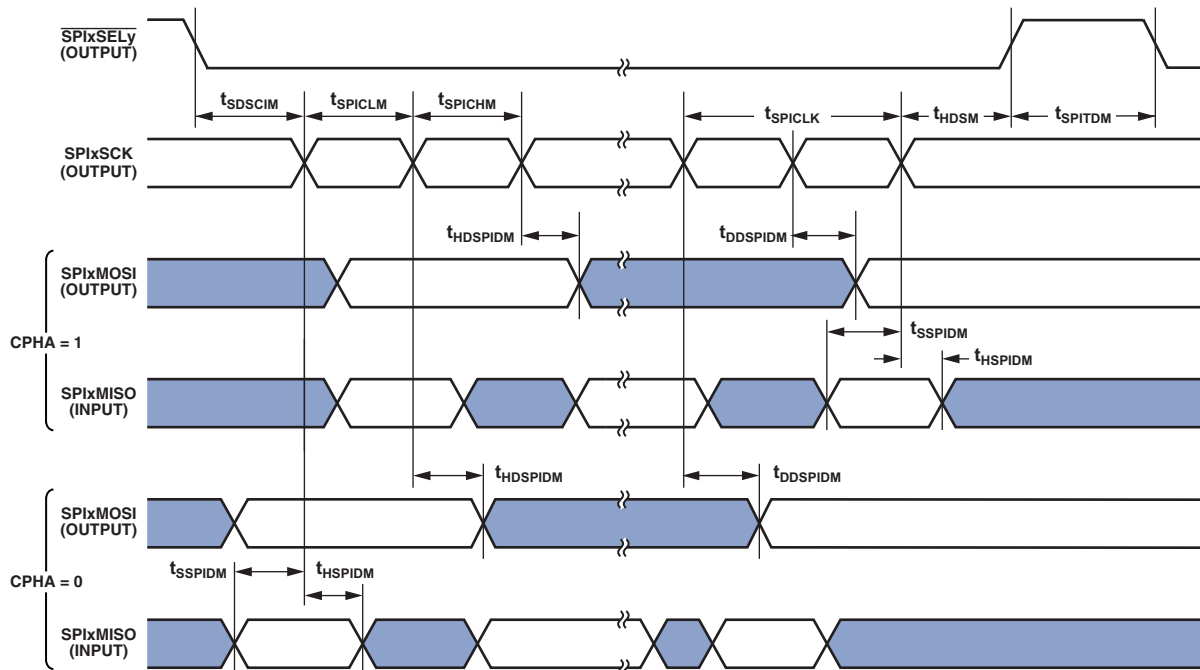 SPIxSELy
(OUTPUT)
tSDSCIM
tSPICLM
tSPICHM
tSPICLK
tHDSM
tSPITDM
SPIxSCK
(OUTPUT)
tHDSPIDM
tDDSPIDM
SPIxMOSI
(OUTPUT)
tSSPIDM
CPHA = 1
tHSPIDM
SPIxMISO
(INPUT)
tHDSPIDM
tDDSPIDM
SPIxMOSI
(OUTPUT)
tSSPIDM
tHSPIDM
CPHA = 0
SPIxMISO
(INPUT)